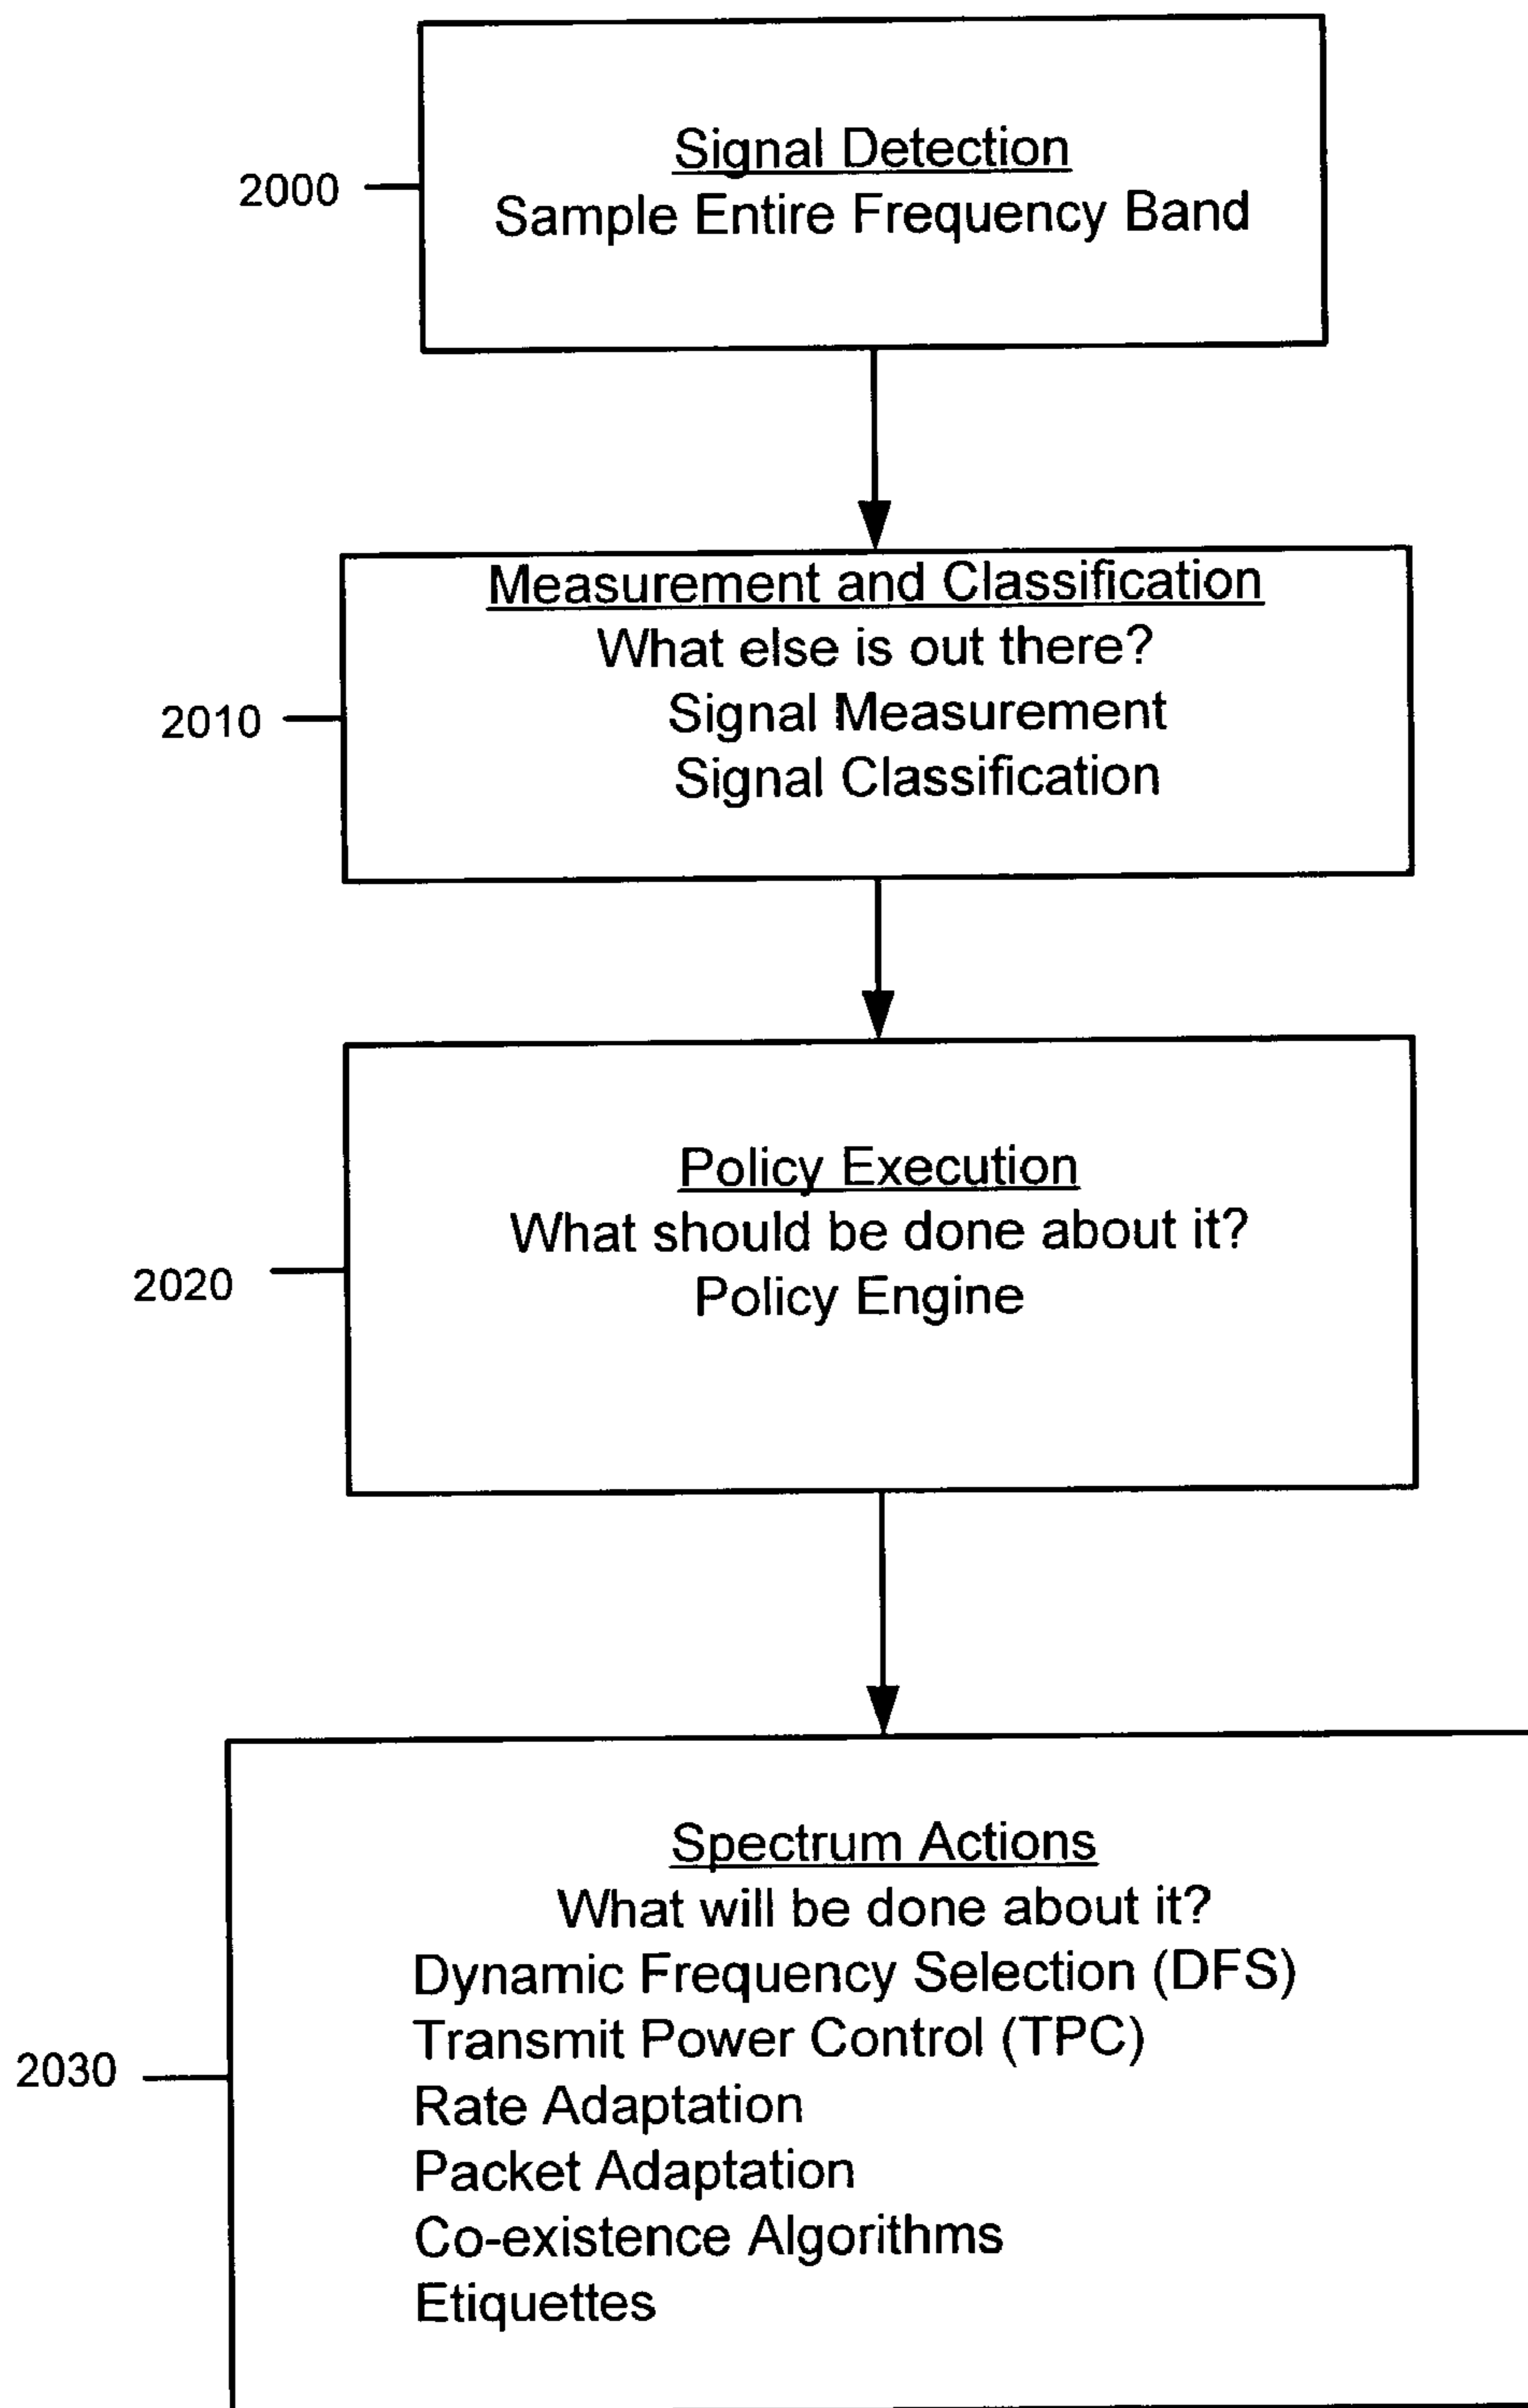 Signal Detection
Sample Entire Frequency Band
2000
Measurement and Classification
What else is out there?
Signal Measurement
Signal Classification
2010
Policy Execution
What should be done about it?
Policy Engine
2020
Spectrum Actions
What will be done about it?
Dynamic Frequency Selection (DFS)
Transmit Power Control (TPC)
Rate Adaptation
Packet Adaptation
Co-existence Algorithms
Etiquettes
2030